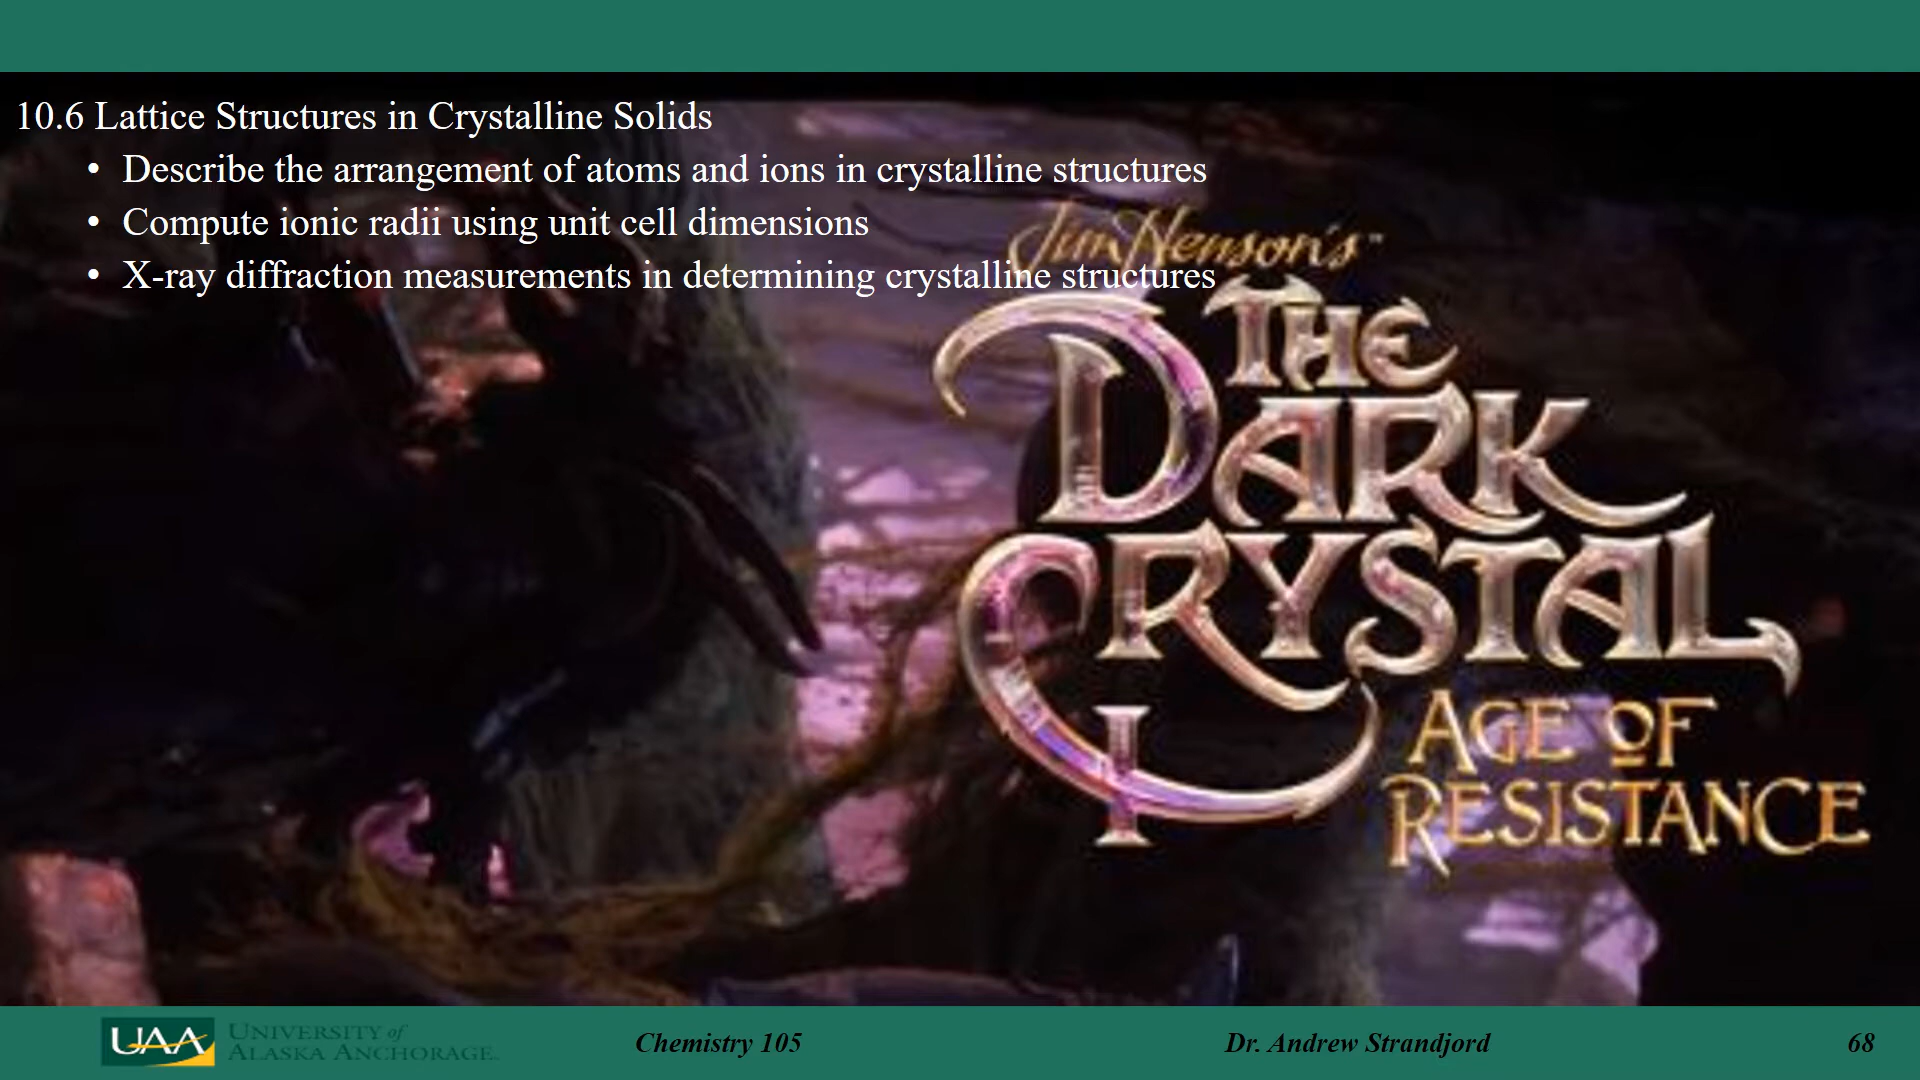 10.6 Lattice Structures in Crystalline Solids
• Describe the arrangement of atoms and ions in crystalline structures
• Compute ionic radii using unit cell dimensions
• X-ray diffraction measurements in determining crystalline structures
Jim Henson's™
THE
DARK
CRYSTAL
AGE OF
RESISTANCE
UAA
UNIVERSITY of
ALASKA ANCHORAGE.
Chemistry 105
Dr. Andrew Strandjord
68